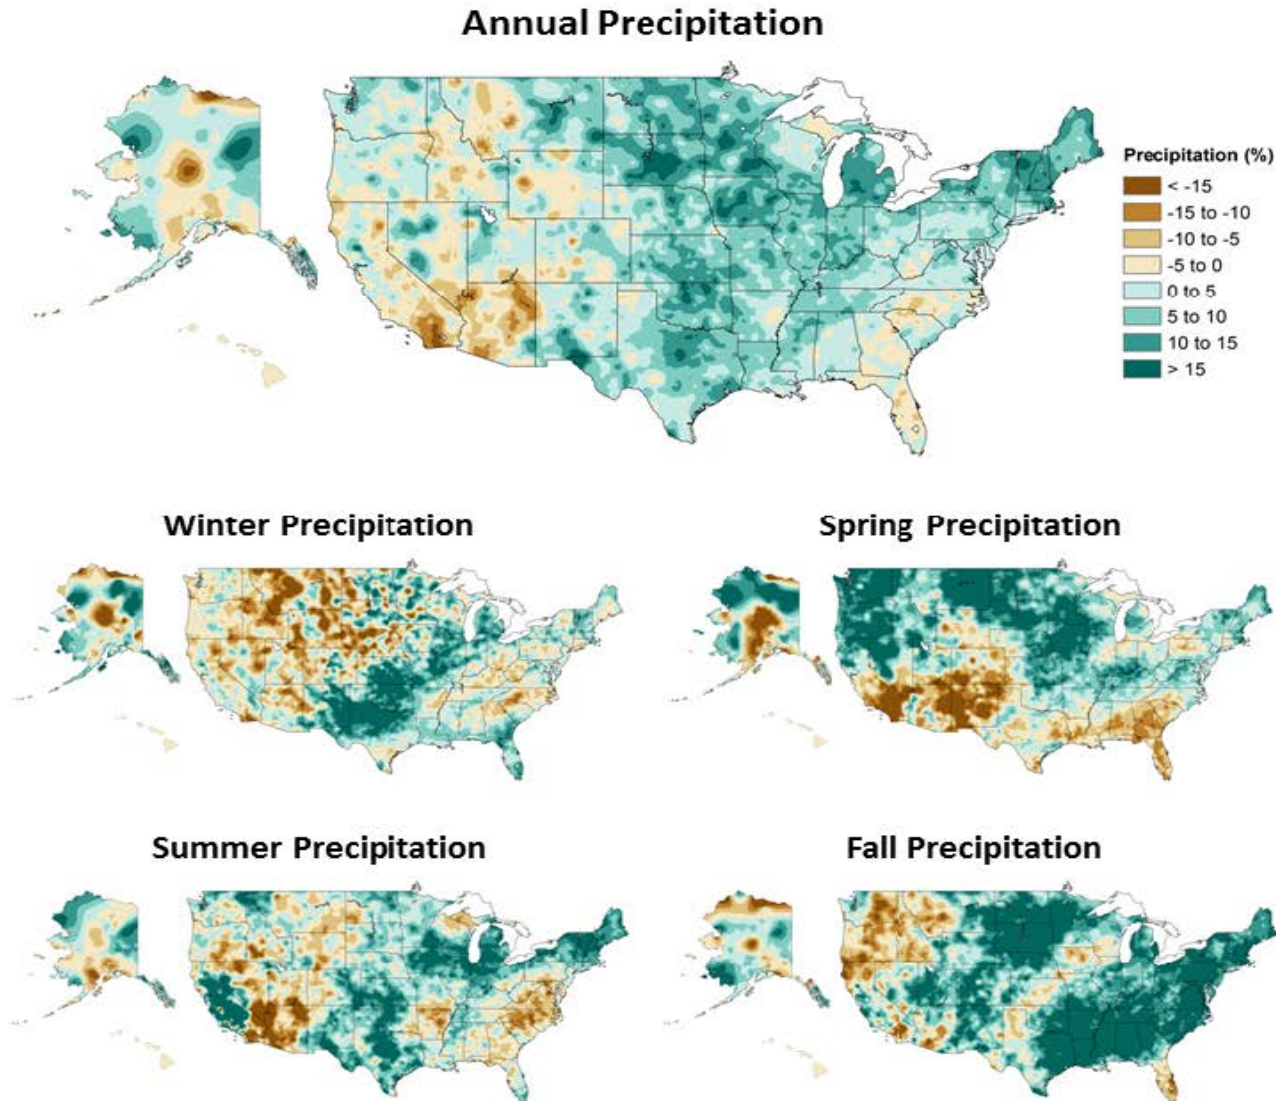 Annual Precipitation
Precipitation (%)
< -15
-15 to -10
-10 to -5
-5 to 0
0 to 5
5 to 10
10 to 15
> 15
Winter Precipitation
Spring Precipitation
Summer Precipitation
Fall Precipitation